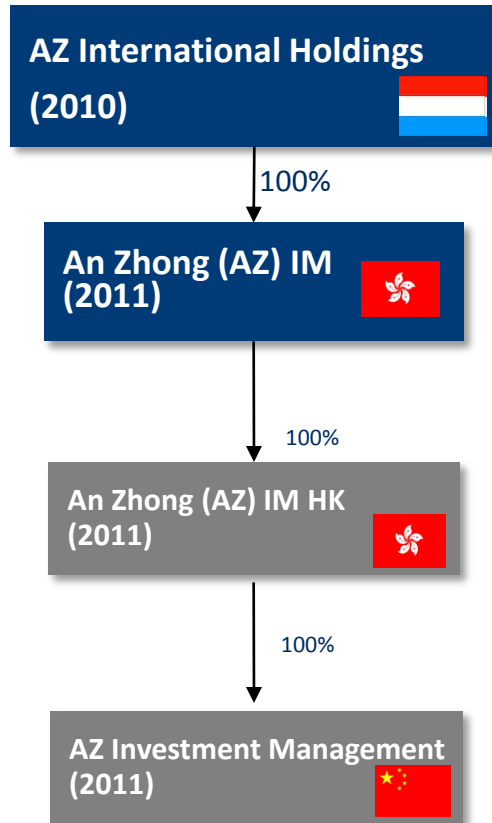 AZ International Holdings
(2010)
100%
An Zhong (AZ) IM
(2011)
100%
An Zhong (AZ) IM HK
(2011)
100%
AZ Investment Management
(2011)